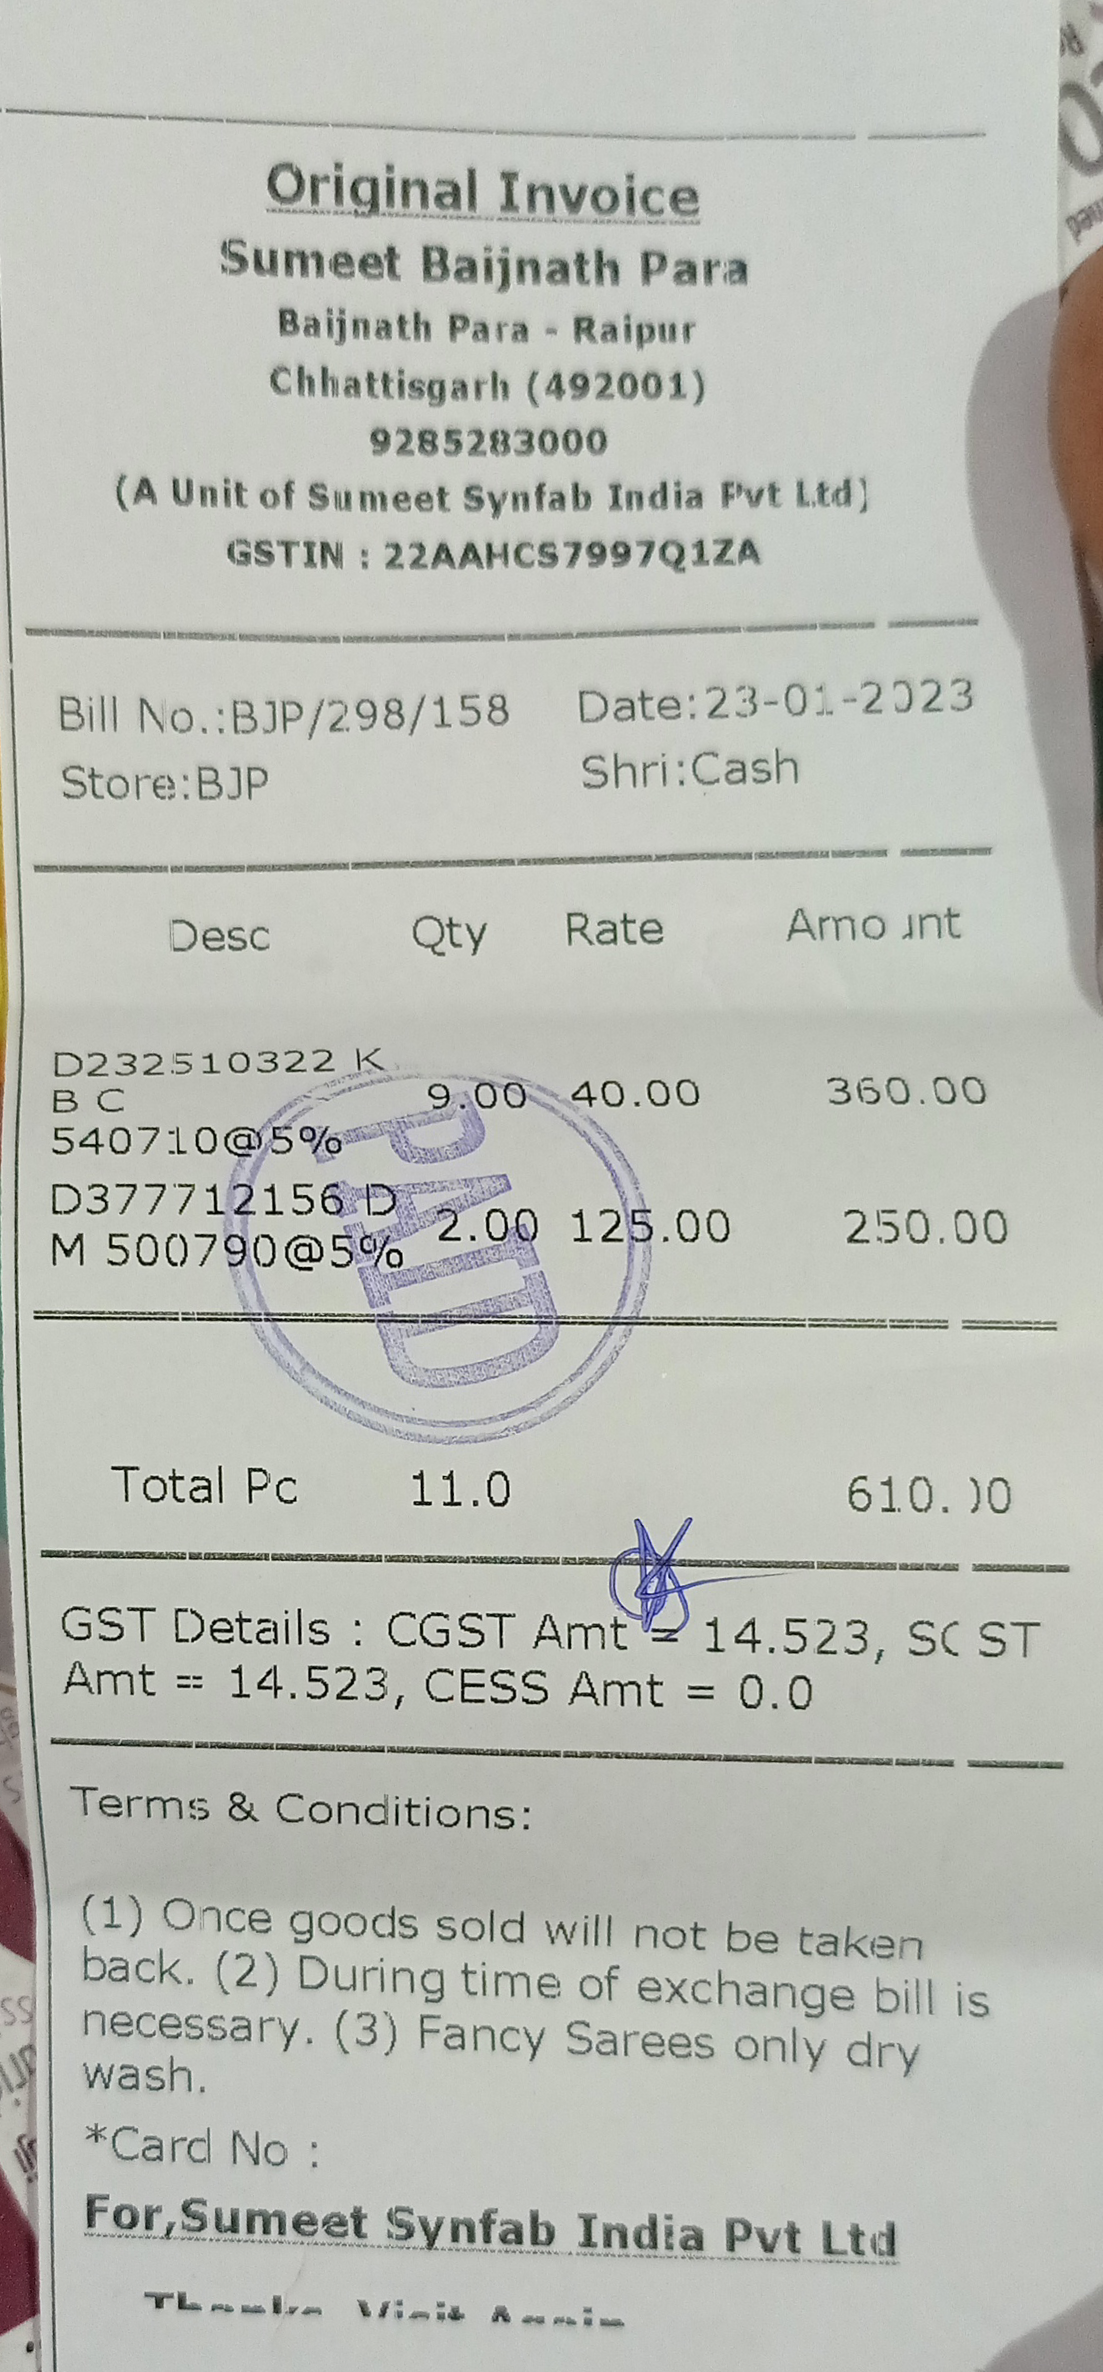 Original Invoice
Sumeet Baijnath Para
Baijnath Para - Raipur
Chhattisgarh (492001)
9285283000
(A Unit of Sumeet Synfab India Pvt Ltd)
GSTIN : 22AAHCS7997Q1ZA
Bill No.:BJP/298/158 Date:23-01-2023
Store:BJP Shri:Cash
Desc Qty Rate Amount
D232510322 K
B C 9.00 40.00 360.00
540710@5%
D377712156 D
M 500790@5% 2.00 125.00 250.00
PAID
Total Pc 11.0 610.00
GST Details : CGST Amt = 14.523, SGST
Amt = 14.523, CESS Amt = 0.0
Terms & Conditions:
(1) Once goods sold will not be taken
back. (2) During time of exchange bill is
necessary. (3) Fancy Sarees only dry
wash.
*Card No :
For,Sumeet Synfab India Pvt Ltd
Thanks Visit Again